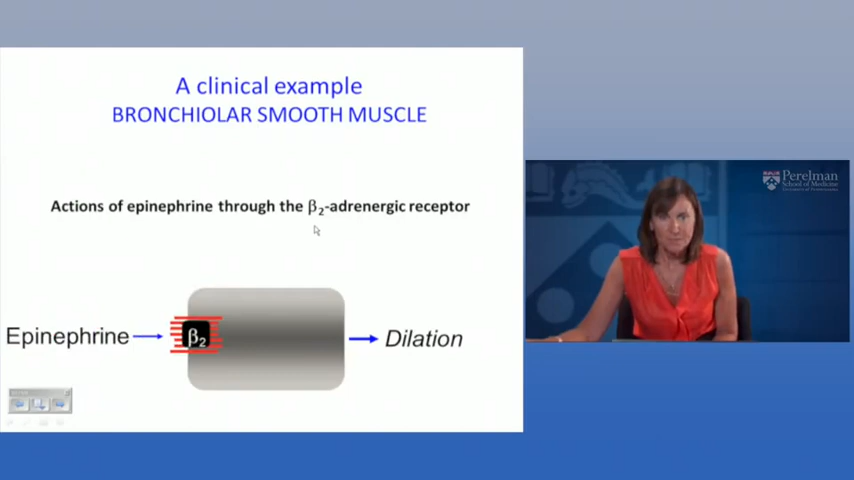 A clinical example
BRONCHIOLAR SMOOTH MUSCLE
Actions of epinephrine through the β₂-adrenergic receptor
Epinephrine
β₂
Dilation
Perelman
School of Medicine